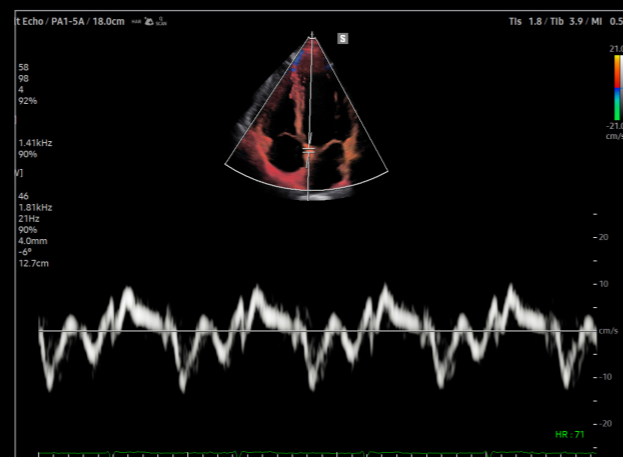 t Echo / PA1-5A / 18.0cm HAR SCAN
TIs 1.8 / TIb 3.9 / MI 0.5
S
21.0
-21.0
cm/s
58
98
4
92%
1.41kHz
90%
46
1.81kHz
21Hz
90%
4.0mm
-6°
12.7cm
20
10
cm/s
-10
-20
HR : 71